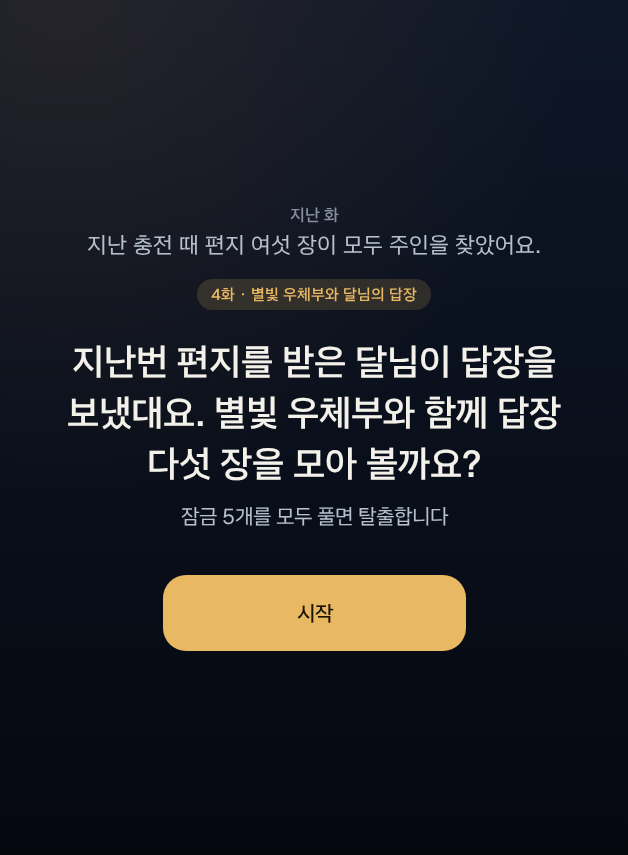 지난 화
지난 충전 때 편지 여섯 장이 모두 주인을 찾았어요.
4화 · 별빛 우체부와 달님의 답장
지난번 편지를 받은 달님이 답장을
보냈대요. 별빛 우체부와 함께 답장
다섯 장을 모아 볼까요?
잠금 5개를 모두 풀면 탈출합니다
시작